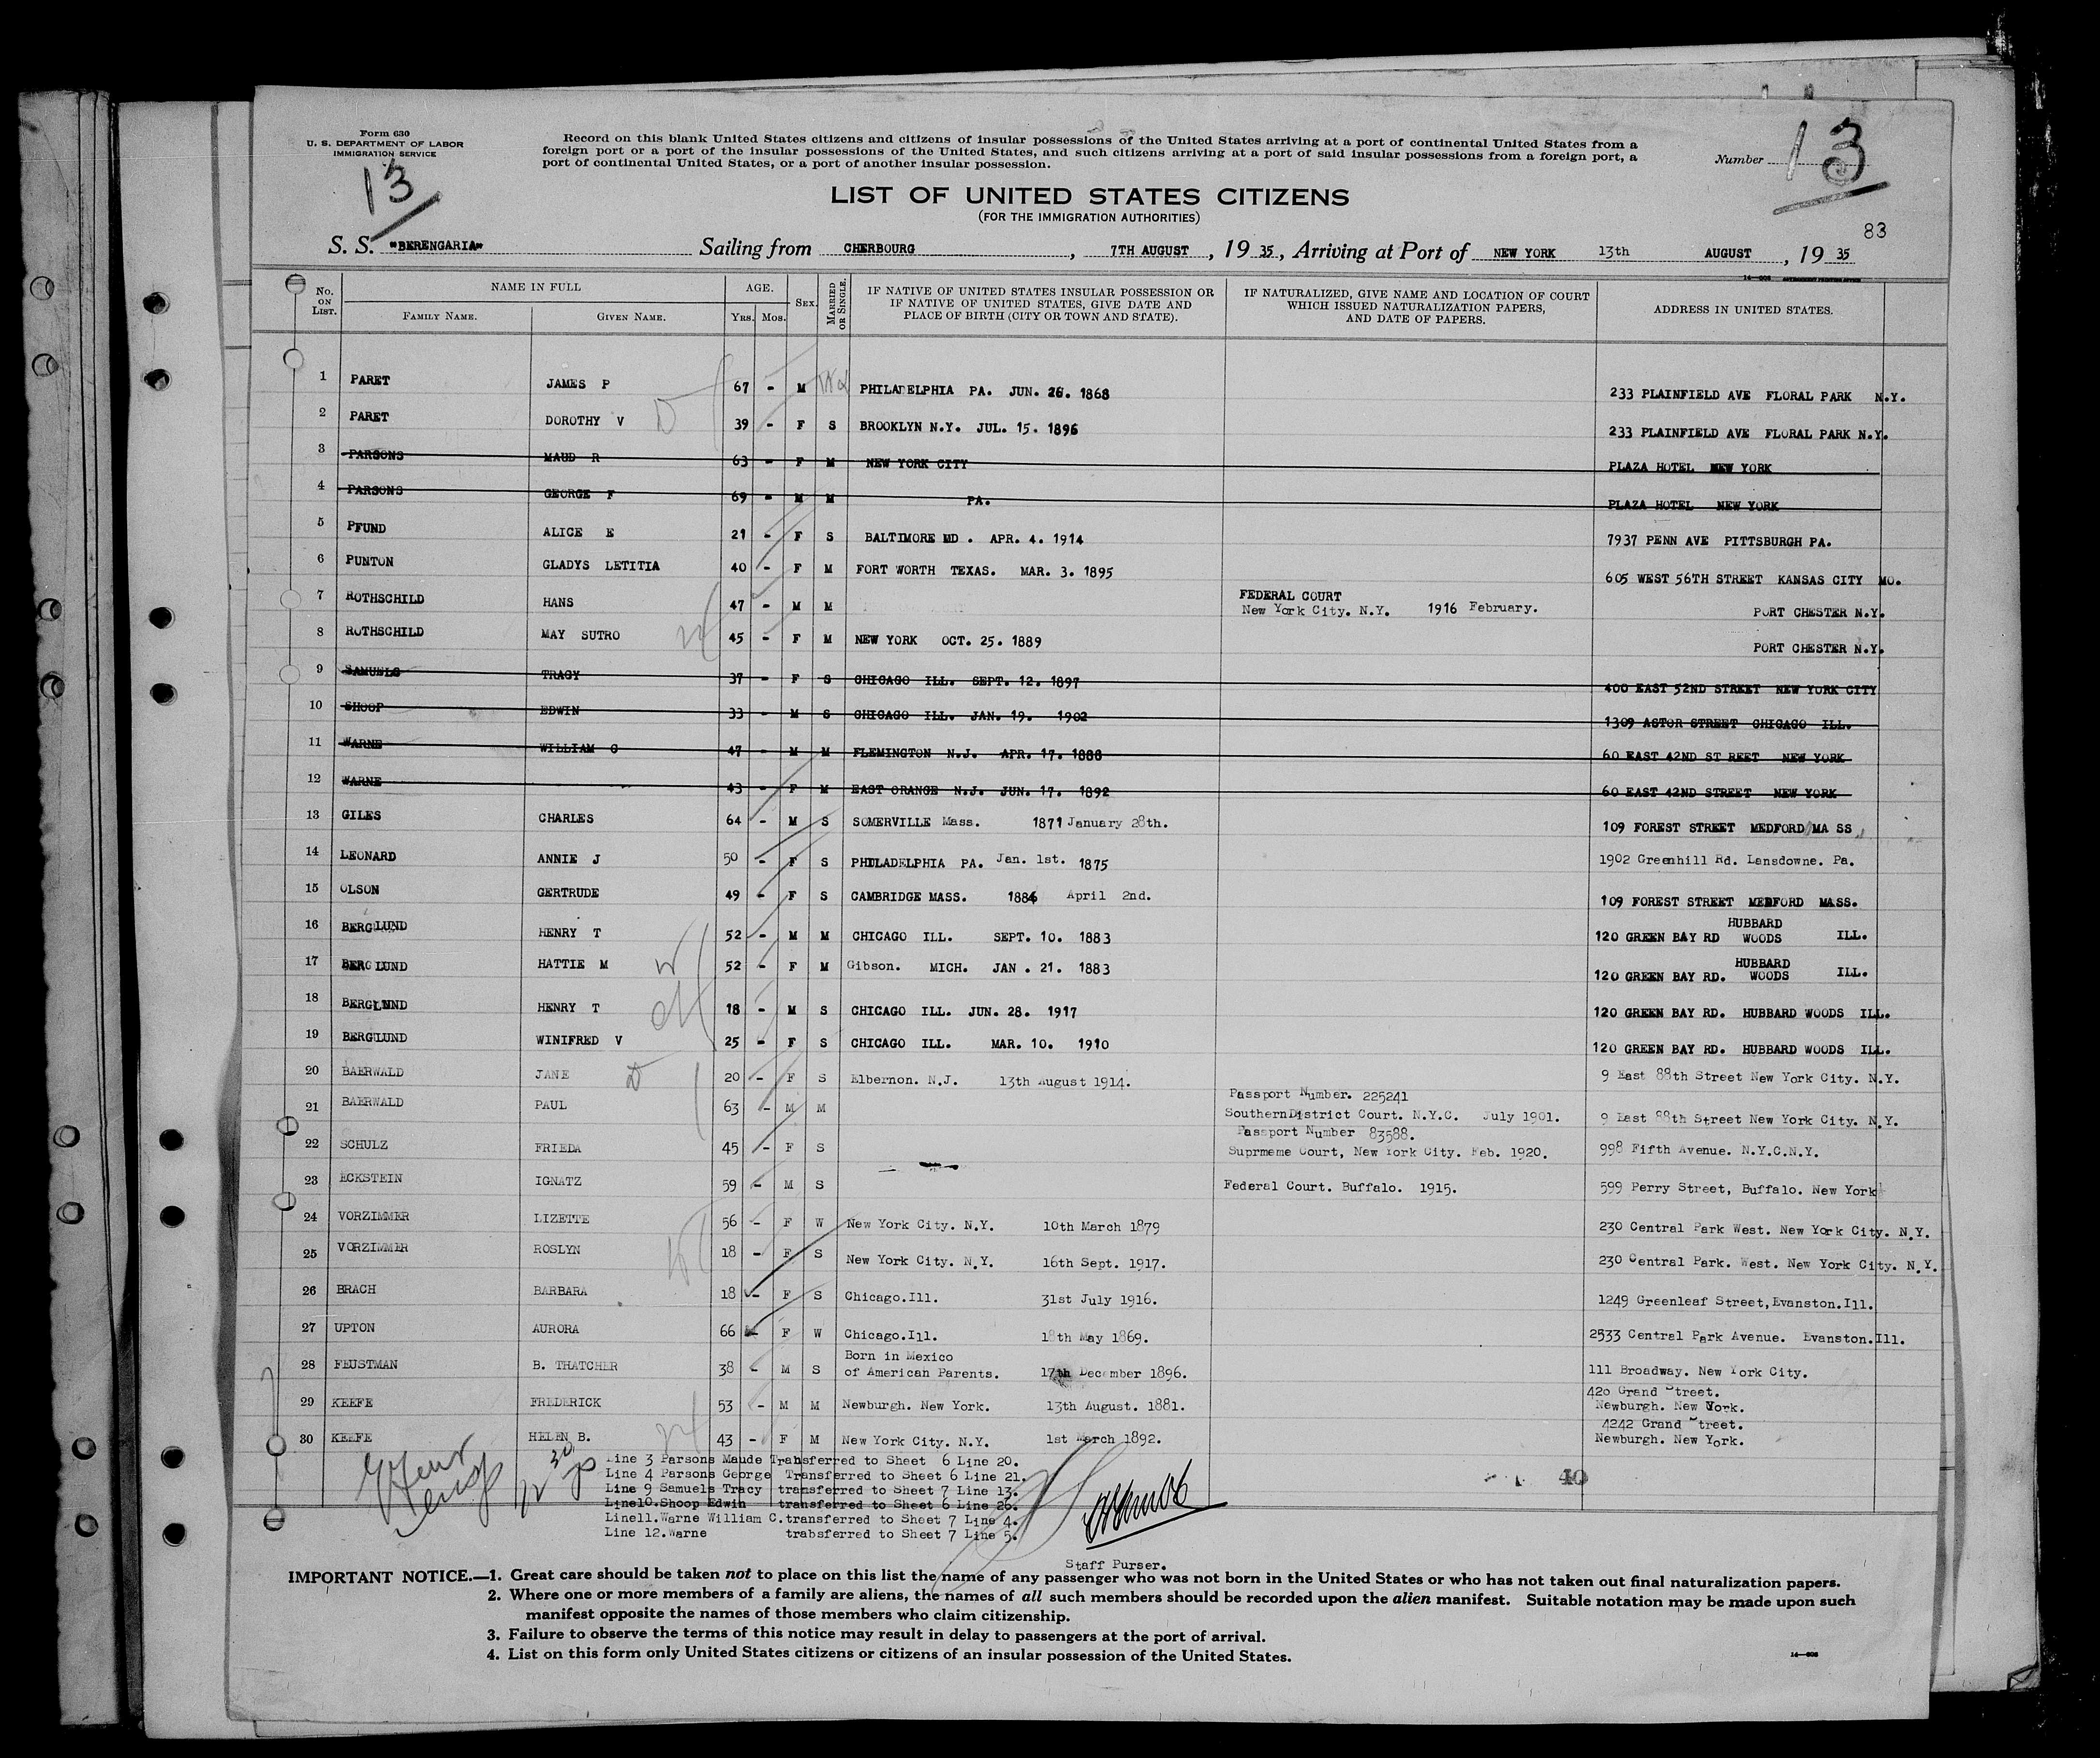 Form 630
U. S. DEPARTMENT OF LABOR
IMMIGRATION SERVICE
13
Record on this blank United States citizens and citizens of insular possessions of the United States arriving at a port of continental United States from a
foreign port or a port of the insular possessions of the United States, and such citizens arriving at a port of said insular possessions from a foreign port, a
port of continental United States, or a port of another insular possession.
Number 13
LIST OF UNITED STATES CITIZENS
(FOR THE IMMIGRATION AUTHORITIES)
83
S. S. "BERENGARIA" Sailing from CHERBOURG, 7TH AUGUST, 19 35, Arriving at Port of NEW YORK 13th AUGUST, 19 35
No. ON LIST. NAME IN FULL FAMILY NAME. GIVEN NAME. AGE. Yrs. Mos. SEX. MARRIED OR SINGLE. IF NATIVE OF UNITED STATES INSULAR POSSESSION OR IF NATIVE OF UNITED STATES, GIVE DATE AND PLACE OF BIRTH (CITY OR TOWN AND STATE). IF NATURALIZED, GIVE NAME AND LOCATION OF COURT WHICH ISSUED NATURALIZATION PAPERS, AND DATE OF PAPERS. ADDRESS IN UNITED STATES.
1 PARET JAMES P 67 - M PHILADELPHIA PA. JUN. 26. 1868 233 PLAINFIELD AVE FLORAL PARK N.Y.
2 PARET DOROTHY V 39 - F S BROOKLYN N.Y. JUL. 15. 1896 233 PLAINFIELD AVE FLORAL PARK N.Y.
3 PARSONS MAUD R 63 - F M NEW YORK CITY PLAZA HOTEL NEW YORK
4 PARSONS GEORGE F 69 - M M PA. PLAZA HOTEL NEW YORK
5 PFUND ALICE E 21 - F S BALTIMORE MD . APR. 4. 1914 7937 PENN AVE PITTSBURGH PA.
6 PUNTON GLADYS LETITIA 40 - F M FORT WORTH TEXAS. MAR. 3. 1895 605 WEST 56TH STREET KANSAS CITY MO.
7 ROTHSCHILD HANS 47 - M M FEDERAL COURT New York City. N.Y. 1916 February. PORT CHESTER N.Y.
8 ROTHSCHILD MAY SUTRO 45 - F M NEW YORK OCT. 25. 1889 PORT CHESTER N.Y.
9 SAMUELS TRACY 37 - F S CHICAGO ILL. SEPT. 12. 1897 400 EAST 52ND STREET NEW YORK CITY
10 SHOOP EDWIN 33 - M S CHICAGO ILL. JAN. 19. 1902 1309 ASTOR STREET CHICAGO ILL.
11 WARNE WILLIAM C 47 - M M FLEMINGTON N.J. APR. 17. 1888 60 EAST 42ND ST REET NEW YORK
12 WARNE 43 - F M EAST ORANGE N.J. JUN. 17. 1892 60 EAST 42ND STREET NEW YORK
13 GILES CHARLES 64 - M S SOMERVILLE Mass. 1871 January 28th. 109 FOREST STREET MEDFORD MA SS
14 LEONARD ANNIE J 50 - F S PHILADELPHIA PA. Jan. 1st. 1875 1902 Greenhill Rd. Lansdowne. Pa.
15 OLSON GERTRUDE 49 - F S CAMBRIDGE MASS. 1886 April 2nd. 109 FOREST STREET MEDFORD MASS.
16 BERGLUND HENRY T 52 - M M CHICAGO ILL. SEPT. 10. 1883 120 GREEN BAY RD HUBBARD WOODS ILL.
17 BERGLUND HATTIE M 52 - F M Gibson. MICH. JAN . 21. 1883 120 GREEN BAY RD. HUBBARD WOODS ILL.
18 BERGLUND HENRY T 18 - M S CHICAGO ILL. JUN. 28. 1917 120 GREEN BAY RD. HUBBARD WOODS ILL.
19 BERGLUND WINIFRED V 25 - F S CHICAGO ILL. MAR. 10. 1910 120 GREEN BAY RD. HUBBARD WOODS ILL.
20 BAERWALD JANE 20 - F S Elbernon. N.J. 13th August 1914. 9 East 88th Street New York City. N.Y.
21 BAERWALD PAUL 63 - M M Passport Number. 225241 SouthernDistrict Court. N.Y.C. July 1901. 9 East 88th Street New York City. N.Y.
22 SCHULZ FRIEDA 45 - F S Passport Number 83588. Suprmeme Court, New York City. Feb. 1920. 998 Fifth Avenue. N.Y.C.N.Y.
23 ECKSTEIN IGNATZ 59 - M S Federal Court. Buffalo. 1915. 599 Perry Street, Buffalo. New York
24 VORZIMMER LIZETTE 56 - F W New York City. N.Y. 10th March 1879 230 Central Park West. New York City. N.Y.
25 VORZIMMER ROSLYN 18 - F S New York City. N.Y. 16th Sept. 1917. 230 Central Park. West. New York City. N.Y.
26 BRACH BARBARA 18 - F S Chicago.Ill. 31st July 1916. 1249 Greenleaf Street,Evanston.Ill.
27 UPTON AURORA 66 - F W Chicago.Ill. 18th May 1869. 2533 Central Park Avenue. Evanston.Ill.
28 FEUSTMAN B. THATCHER 38 - M S Born in Mexico of American Parents. 17th December 1896. 111 Broadway. New York City.
29 KEEFE FREDERICK 53 - M M Newburgh. New York. 13th August. 1881. 420 Grand Street. Newburgh. New York.
30 KEEFE HELEN B. 43 - F M New York City. N.Y. 1st March 1892. 4242 Grand Street. Newburgh. New York.
Line 3 Parsons Maude Transferred to Sheet 6 Line 20.
Line 4 Parsons George Transferred to Sheet 6 Line 21.
Line 9 Samuels Tracy transferred to Sheet 7 Line 13.
Line10.Shoop Edwin transferred to Sheet 6 Line 26.
Line11.Warne William C.transferred to Sheet 7 Line 4.
Line 12.Warne trabsferred to Sheet 7 Line 5.
40
Staff Purser.
IMPORTANT NOTICE.—1. Great care should be taken not to place on this list the name of any passenger who was not born in the United States or who has not taken out final naturalization papers.
2. Where one or more members of a family are aliens, the names of all such members should be recorded upon the alien manifest. Suitable notation may be made upon such
manifest opposite the names of those members who claim citizenship.
3. Failure to observe the terms of this notice may result in delay to passengers at the port of arrival.
4. List on this form only United States citizens or citizens of an insular possession of the United States.